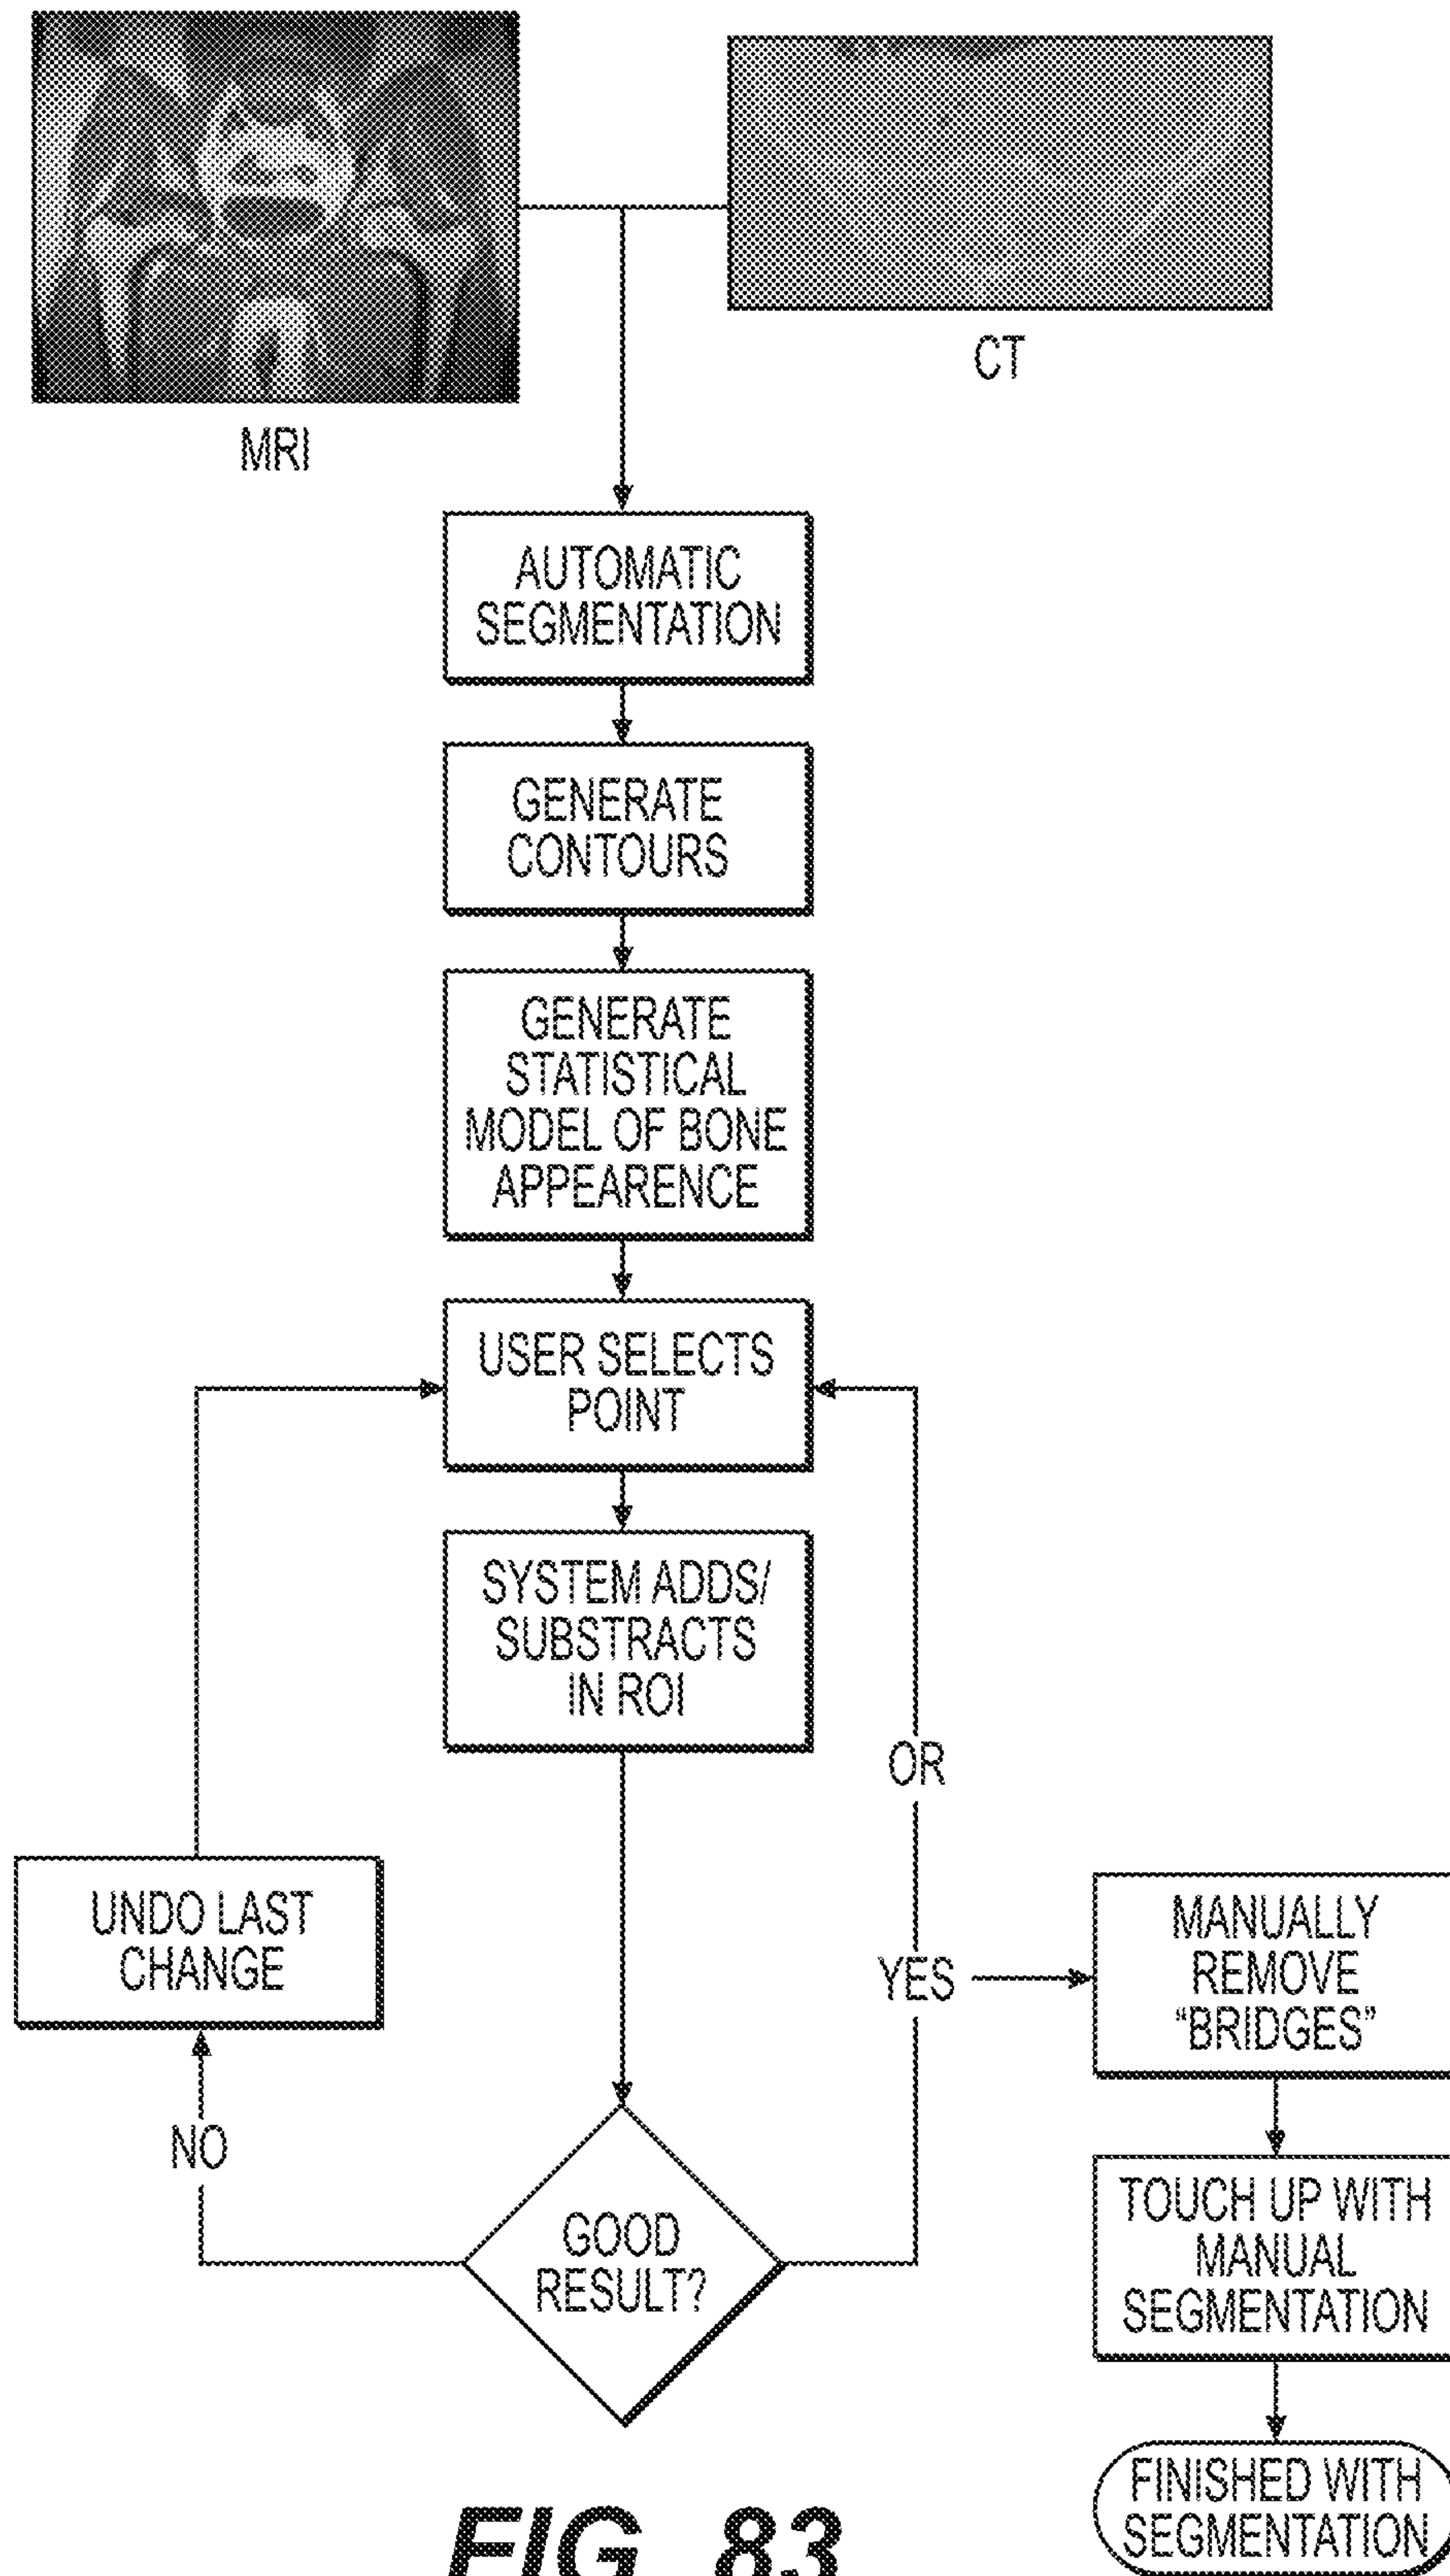 MRI
CT
AUTOMATIC
SEGMENTATION
GENERATE
CONTOURS
GENERATE
STATISTICAL
MODEL OF BONE
APPEARENCE
USER SELECTS
POINT
SYSTEM ADDS/
SUBSTRACTS
IN ROI
OR
UNDO LAST
CHANGE
YES
MANUALLY
REMOVE
“BRIDGES”
NO
GOOD
RESULT?
TOUCH UP WITH
MANUAL
SEGMENTATION
FINISHED WITH
SEGMENTATION
FIG. 83